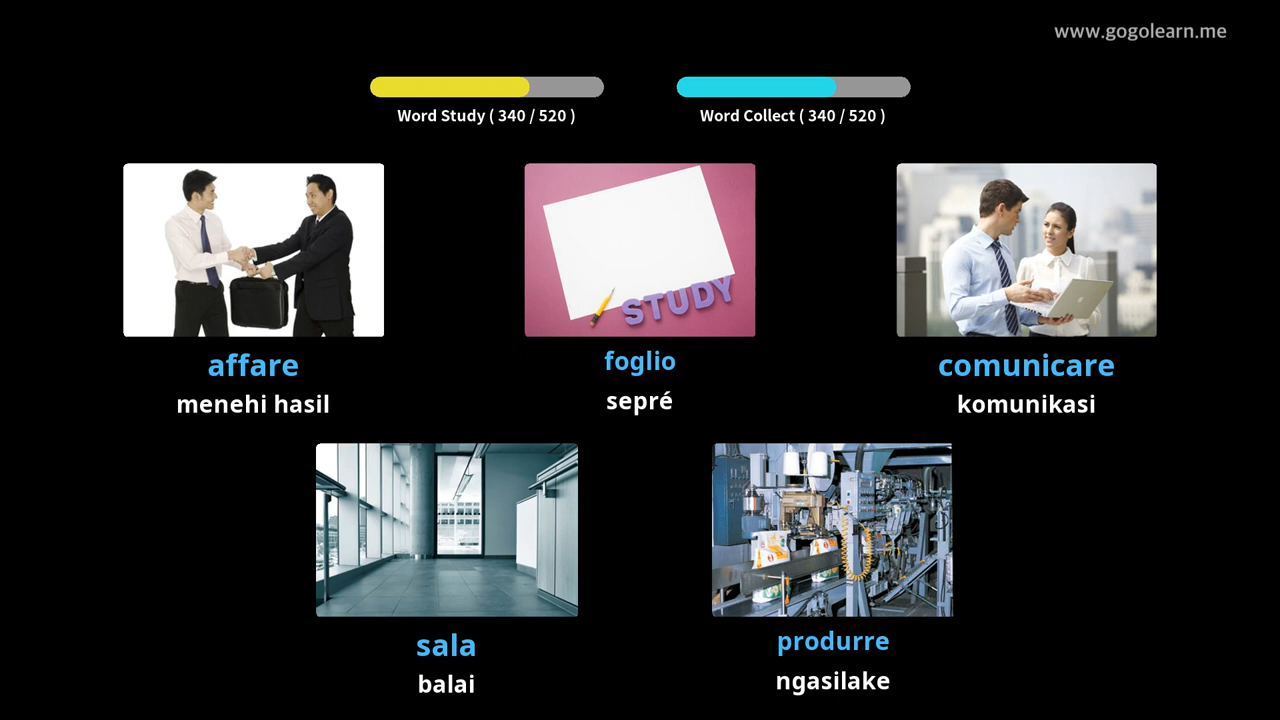 www.gogolearn.me
Word Study ( 340 / 520 )
Word Collect ( 340 / 520 )
STUDY
affare
foglio
comunicare
menehi hasil
sepré
komunikasi
sala
produrre
balai
ngasilake